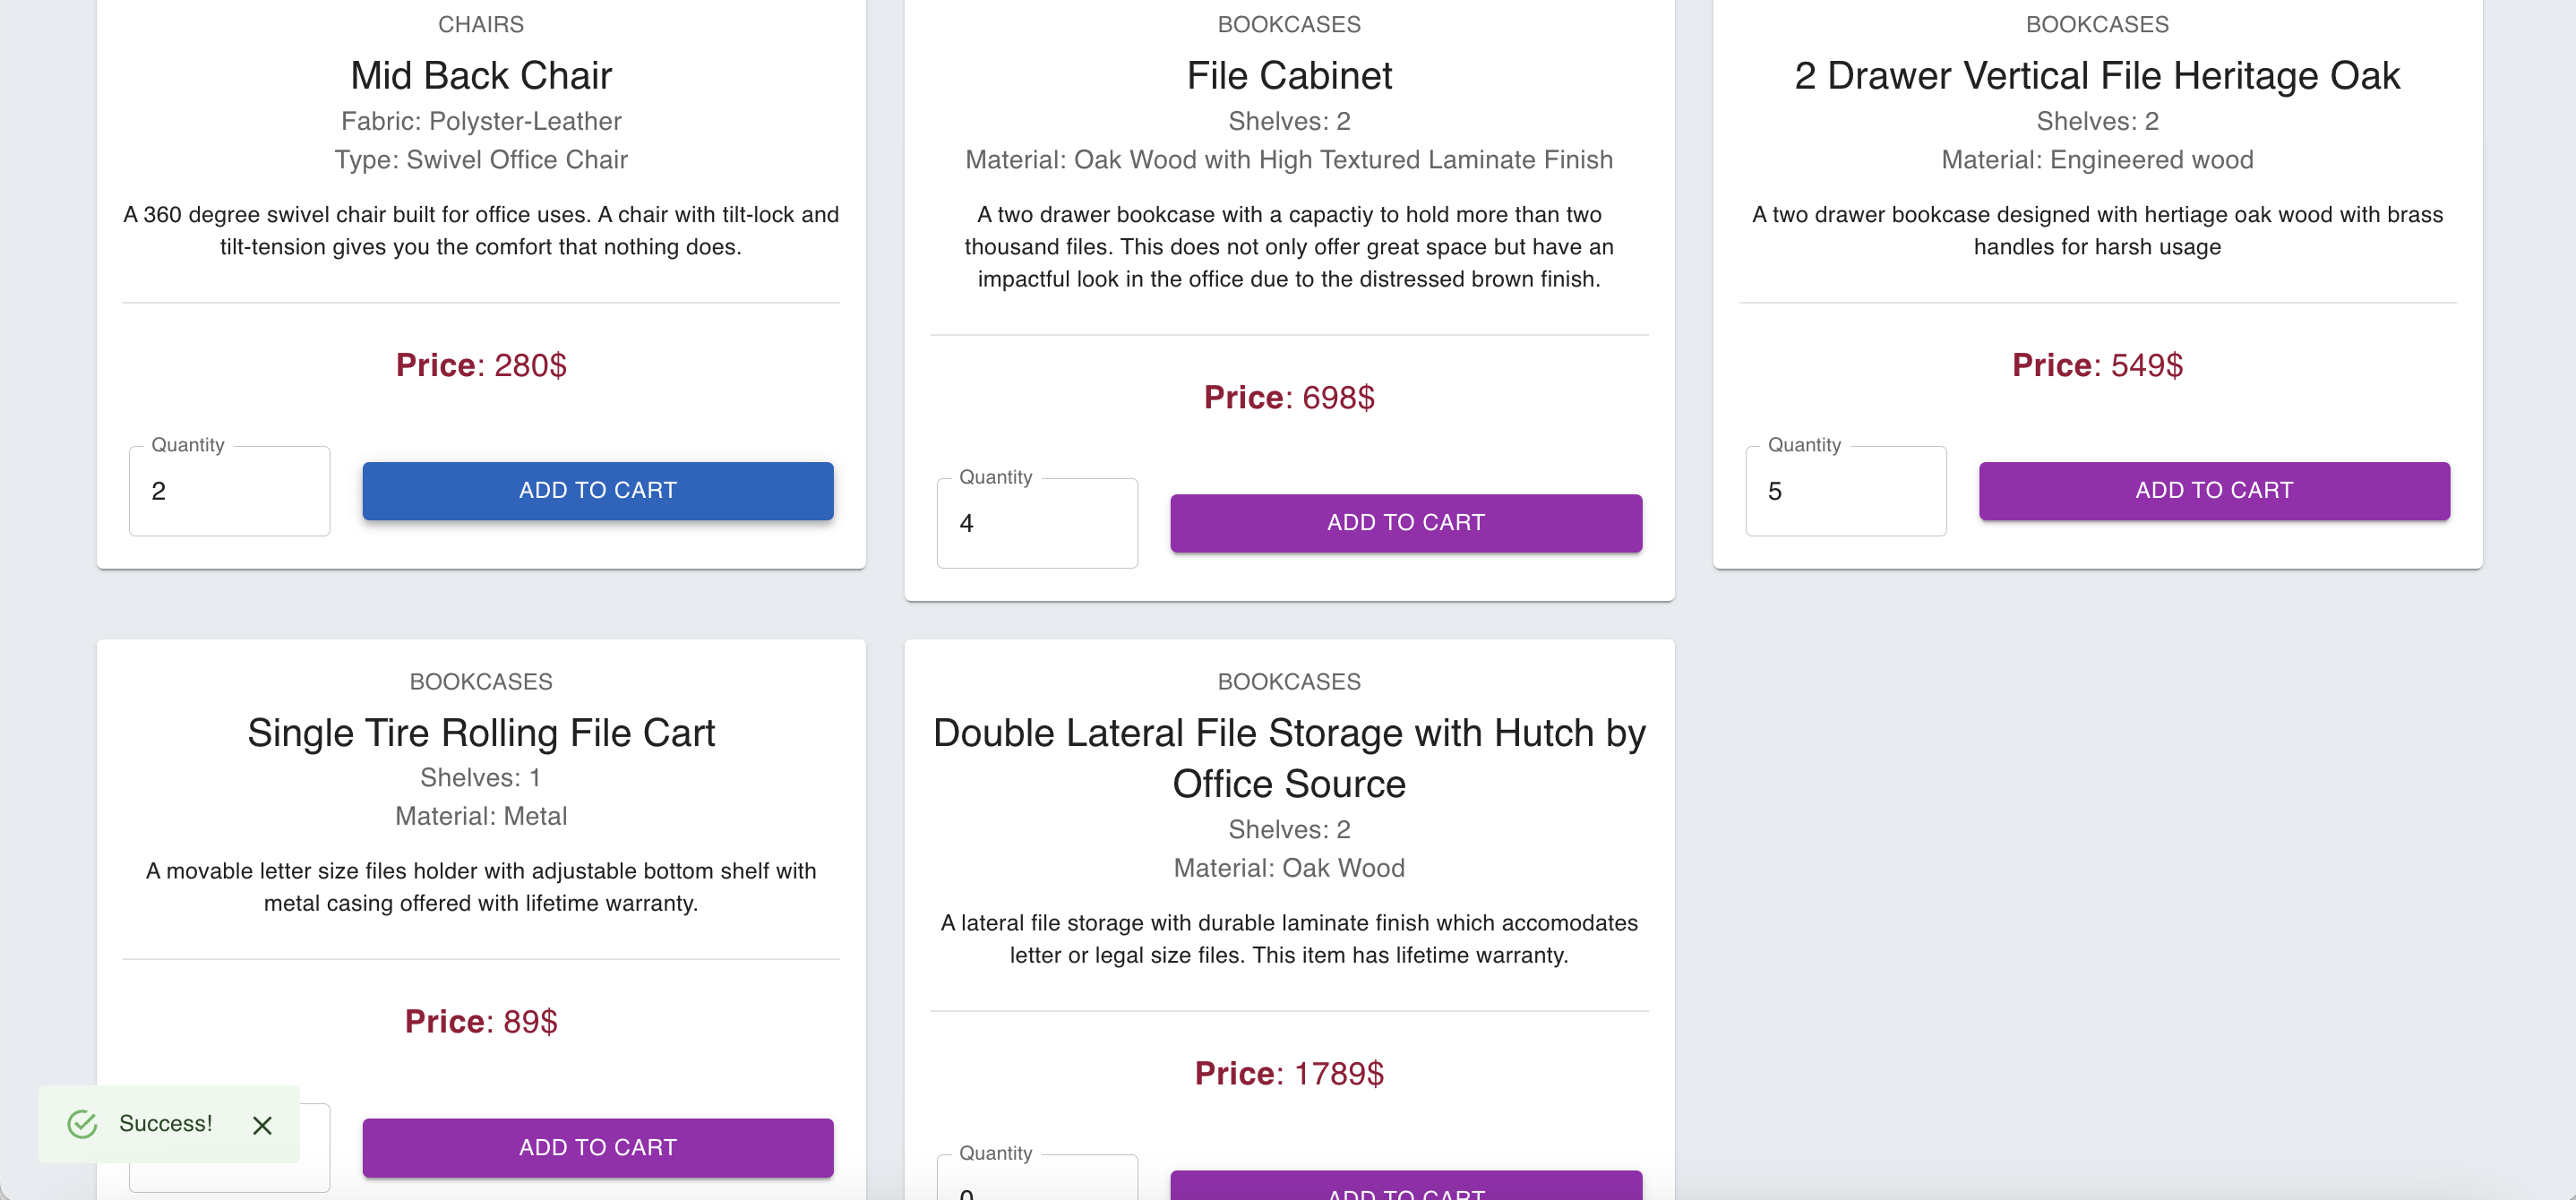 CHAIRS
Mid Back Chair
Fabric: Polyster-Leather
Type: Swivel Office Chair
A 360 degree swivel chair built for office uses. A chair with tilt-lock and
tilt-tension gives you the comfort that nothing does.
Price: 280$
Quantity
2
ADD TO CART
BOOKCASES
File Cabinet
Shelves: 2
Material: Oak Wood with High Textured Laminate Finish
A two drawer bookcase with a capactiy to hold more than two
thousand files. This does not only offer great space but have an
impactful look in the office due to the distressed brown finish.
Price: 698$
Quantity
4
ADD TO CART
BOOKCASES
2 Drawer Vertical File Heritage Oak
Shelves: 2
Material: Engineered wood
A two drawer bookcase designed with hertiage oak wood with brass
handles for harsh usage
Price: 549$
Quantity
5
ADD TO CART
BOOKCASES
Single Tire Rolling File Cart
Shelves: 1
Material: Metal
A movable letter size files holder with adjustable bottom shelf with
metal casing offered with lifetime warranty.
Price: 89$
Success!
ADD TO CART
BOOKCASES
Double Lateral File Storage with Hutch by
Office Source
Shelves: 2
Material: Oak Wood
A lateral file storage with durable laminate finish which accomodates
letter or legal size files. This item has lifetime warranty.
Price: 1789$
Quantity
0
ADD TO CART